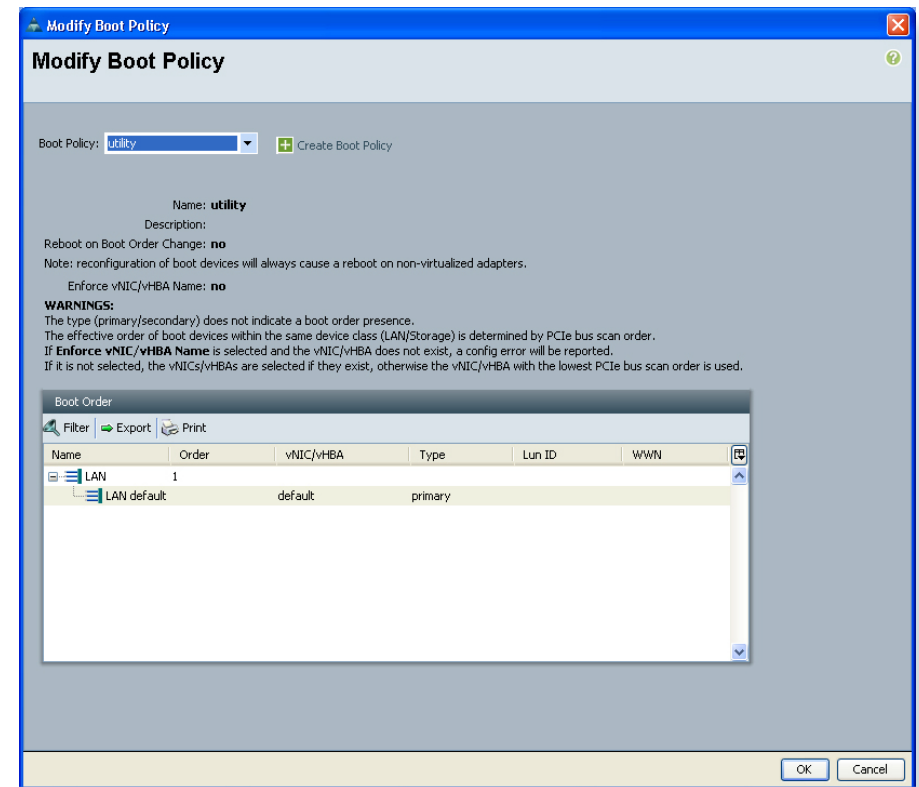 Modify Boot Policy
Modify Boot Policy
Boot Policy: utility Create Boot Policy
Name: utility
Description:
Reboot on Boot Order Change: no
Note: reconfiguration of boot devices will always cause a reboot on non-virtualized adapters.
Enforce vNIC/vHBA Name: no
WARNINGS:
The type (primary/secondary) does not indicate a boot order presence.
The effective order of boot devices within the same device class (LAN/Storage) is determined by PCIe bus scan order.
If Enforce vNIC/vHBA Name is selected and the vNIC/vHBA does not exist, a config error will be reported.
If it is not selected, the vNICs/vHBAs are selected if they exist, otherwise the vNIC/vHBA with the lowest PCIe bus scan order is used.
Boot Order
Filter Export Print
Name Order vNIC/vHBA Type Lun ID WWN
LAN 1
LAN default default primary
OK Cancel